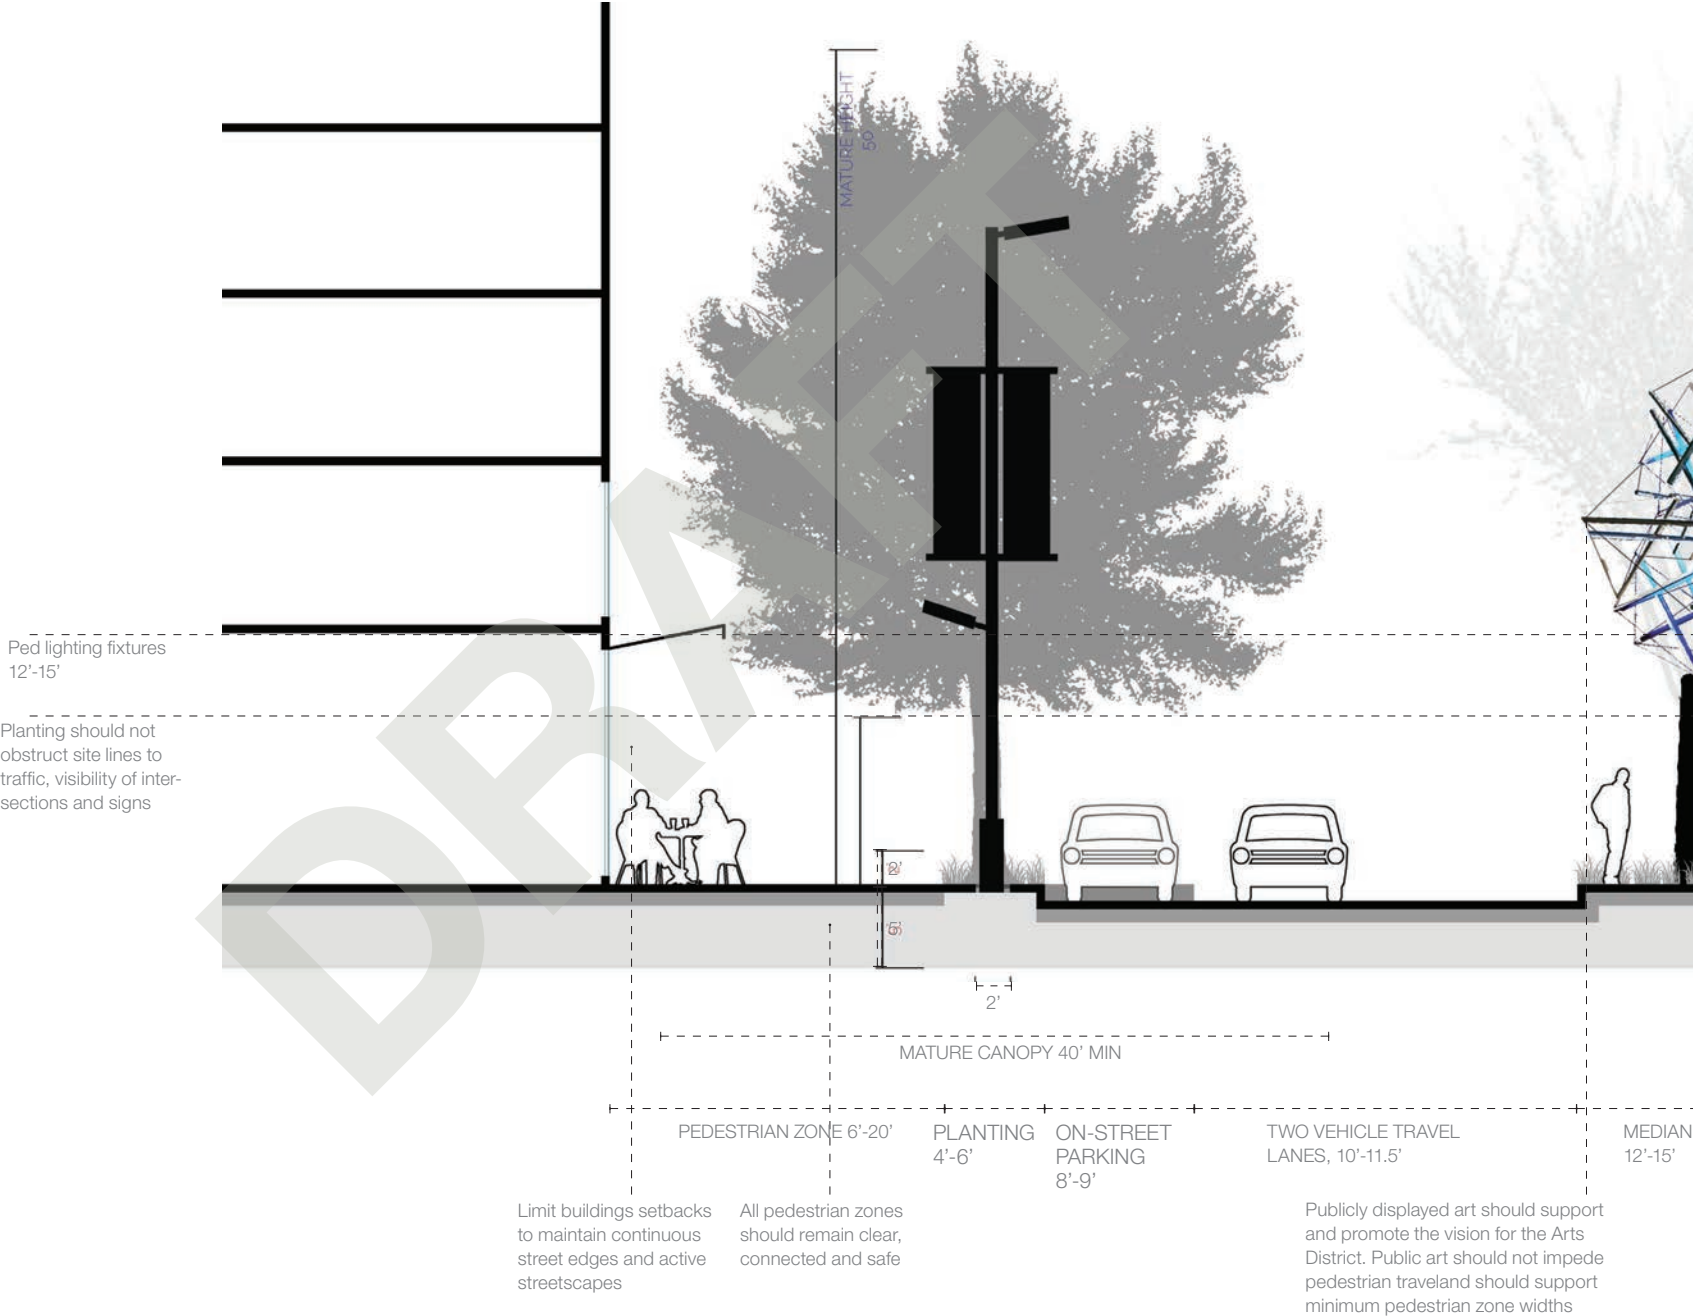 MATURE HEIGHT
50
DRAFT
Ped lighting fixtures
12'-15'
Planting should not
obstruct site lines to
traffic, visibility of inter-
sections and signs
2'
2'
MATURE CANOPY 40' MIN
PEDESTRIAN ZONE 6'-20'
PLANTING
4'-6'
ON-STREET
PARKING
8'-9'
TWO VEHICLE TRAVEL
LANES, 10'-11.5'
MEDIAN
12'-15'
Limit buildings setbacks
to maintain continuous
street edges and active
streetscapes
All pedestrian zones
should remain clear,
connected and safe
Publicly displayed art should support
and promote the vision for the Arts
District. Public art should not impede
pedestrian traveland should support
minimum pedestrian zone widths